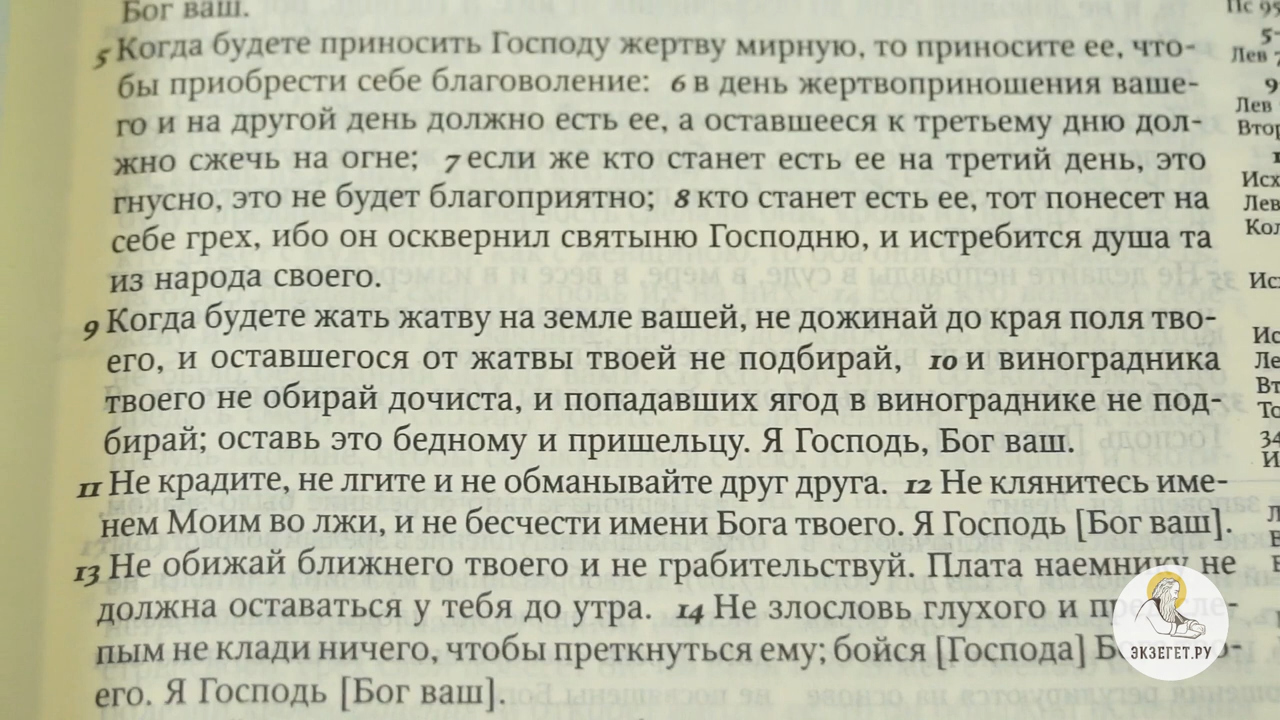 Бог ваш.
5 Когда будете приносить Господу жертву мирную, то приносите ее, что-
бы приобрести себе благоволение: 6 в день жертвоприношения ваше-
го и на другой день должно есть ее, а оставшееся к третьему дню дол-
жно сжечь на огне; 7 если же кто станет есть ее на третий день, это
гнусно, это не будет благоприятно; 8 кто станет есть ее, тот понесет на
себе грех, ибо он осквернил святыню Господню, и истребится душа та
из народа своего.
9 Когда будете жать жатву на земле вашей, не дожинай до края поля тво-
его, и оставшегося от жатвы твоей не подбирай, 10 и виноградника
твоего не обирай дочиста, и попадавших ягод в винограднике не под-
бирай; оставь это бедному и пришельцу. Я Господь, Бог ваш.
11 Не крадите, не лгите и не обманывайте друг друга. 12 Не клянитесь име-
нем Моим во лжи, и не бесчести имени Бога твоего. Я Господь [Бог ваш].
13 Не обижай ближнего твоего и не грабительствуй. Плата наемнику не
должна оставаться у тебя до утра. 14 Не злословь глухого и
пым не клади ничего, чтобы преткнуться ему; бойся [Господа]
его. Я Господь [Бог ваш].
Пс 95
5-
Лев 7
9
Лев
Втор
Исх
Лев
Кол
Исх
Ис
Ле
Вт
То
34
И
ЭКЗЕГЕТ.РУ